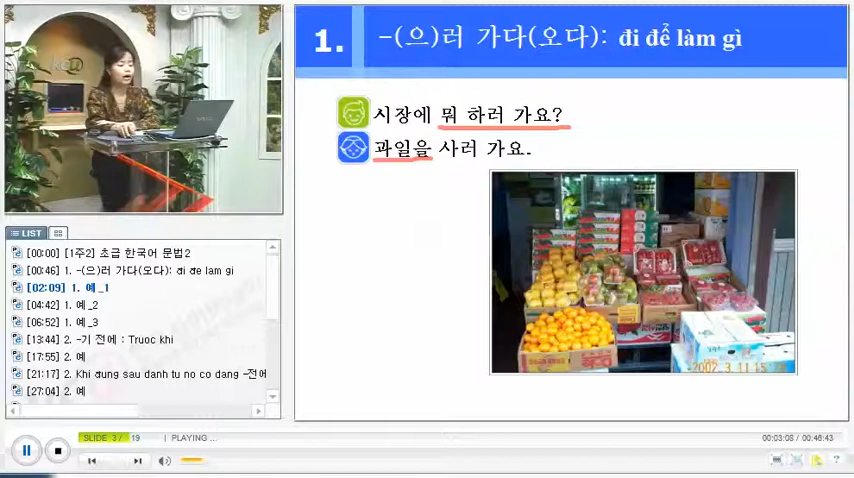 1. -(으)러 가다(오다): đi để làm gì
시장에 뭐 하러 가요?
과일을 사러 가요.
-2002.3.11
LIST
[00:00] [1주2] 초급 한국어 문법2
[00:46] 1. -(으)러 가다(오다): di de lam gi
[02:09] 1. 예_1
[04:42] 1. 예_2
[06:52] 1. 예_3
[13:44] 2. -기 전에 : Truoc khi
[17:55] 2. 예
[21:17] 2. Khi dung sau danh tu no co dang -전에
[27:04] 2. 예
SLIDE 3 / 19 | PLAYING ...
00:03:08 / 00:46:43